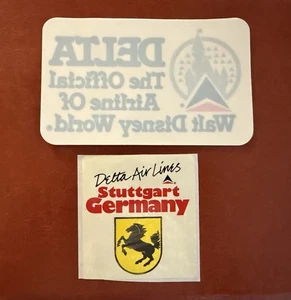 DELTA
The Official
Airline Of
Walt Disney World.
Delta Air Lines
Stuttgart
Germany